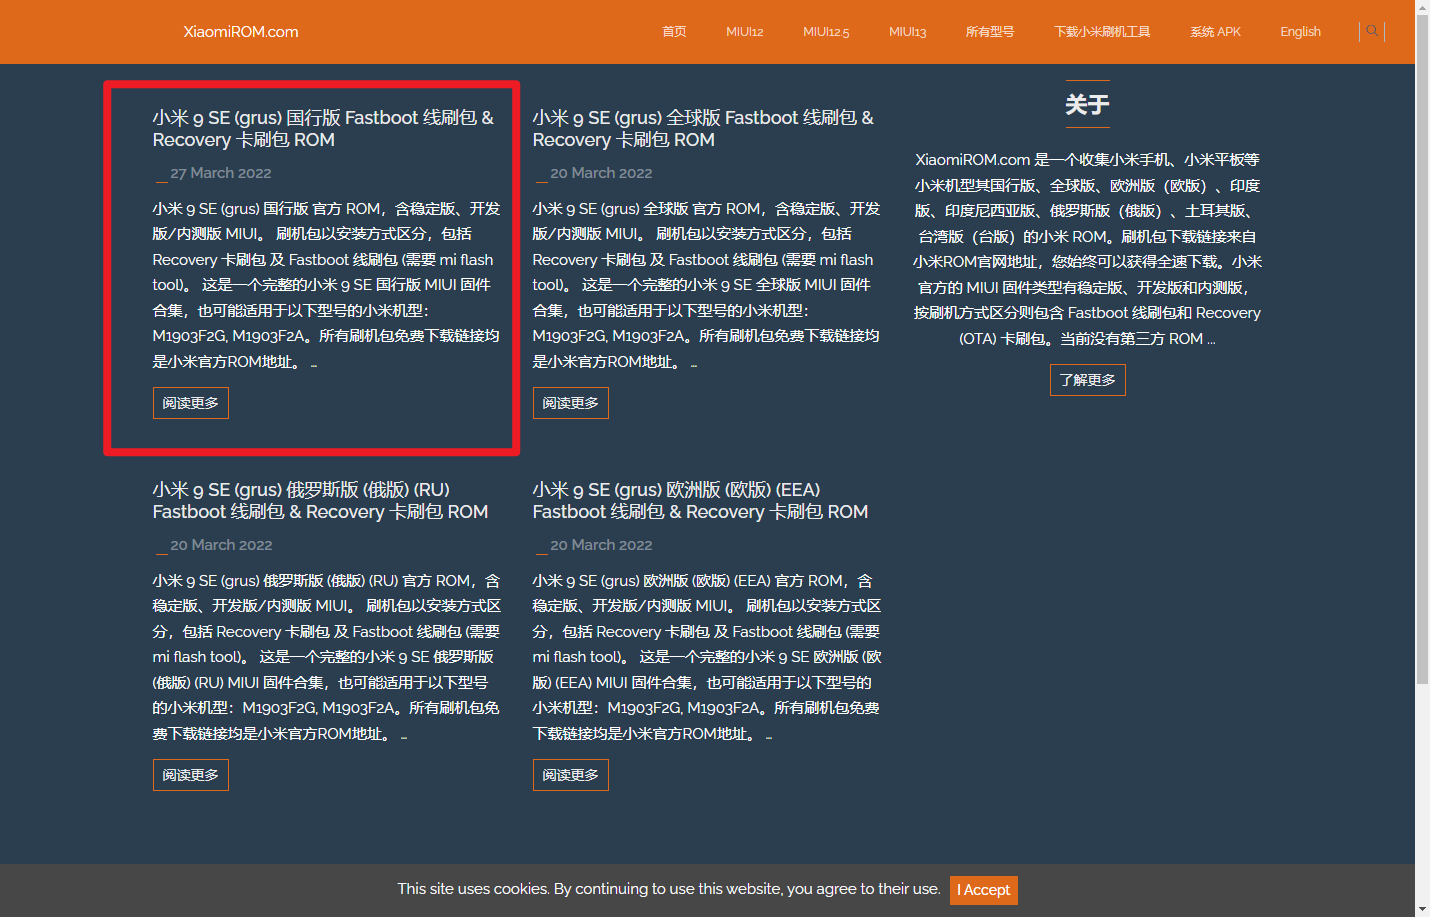 XiaomiROM.com
首页 MIUI12 MIUI12.5 MIUI13 所有型号 下载小米刷机工具 系统 APK English
小米 9 SE (grus) 国行版 Fastboot 线刷包 &
Recovery 卡刷包 ROM
27 March 2022
小米 9 SE (grus) 国行版 官方 ROM，含稳定版、开发
版/内测版 MIUI。 刷机包以安装方式区分，包括
Recovery 卡刷包 及 Fastboot 线刷包 (需要 mi flash
tool)。 这是一个完整的小米 9 SE 国行版 MIUI 固件
合集，也可能适用于以下型号的小米机型：
M1903F2G, M1903F2A。所有刷机包免费下载链接均
是小米官方ROM地址。 ...
阅读更多
小米 9 SE (grus) 全球版 Fastboot 线刷包 &
Recovery 卡刷包 ROM
20 March 2022
小米 9 SE (grus) 全球版 官方 ROM，含稳定版、开发
版/内测版 MIUI。 刷机包以安装方式区分，包括
Recovery 卡刷包 及 Fastboot 线刷包 (需要 mi flash
tool)。 这是一个完整的小米 9 SE 全球版 MIUI 固件
合集，也可能适用于以下型号的小米机型：
M1903F2G, M1903F2A。所有刷机包免费下载链接均
是小米官方ROM地址。 ...
阅读更多
小米 9 SE (grus) 俄罗斯版 (俄版) (RU)
Fastboot 线刷包 & Recovery 卡刷包 ROM
20 March 2022
小米 9 SE (grus) 俄罗斯版 (俄版) (RU) 官方 ROM，含
稳定版、开发版/内测版 MIUI。 刷机包以安装方式区
分，包括 Recovery 卡刷包 及 Fastboot 线刷包 (需要
mi flash tool)。 这是一个完整的小米 9 SE 俄罗斯版
(俄版) (RU) MIUI 固件合集，也可能适用于以下型号
的小米机型：M1903F2G, M1903F2A。所有刷机包免
费下载链接均是小米官方ROM地址。 ...
阅读更多
小米 9 SE (grus) 欧洲版 (欧版) (EEA)
Fastboot 线刷包 & Recovery 卡刷包 ROM
20 March 2022
小米 9 SE (grus) 欧洲版 (欧版) (EEA) 官方 ROM，含
稳定版、开发版/内测版 MIUI。 刷机包以安装方式区
分，包括 Recovery 卡刷包 及 Fastboot 线刷包 (需要
mi flash tool)。 这是一个完整的小米 9 SE 欧洲版 (欧
版) (EEA) MIUI 固件合集，也可能适用于以下型号的
小米机型：M1903F2G, M1903F2A。所有刷机包免费
下载链接均是小米官方ROM地址。 ...
阅读更多
关于
XiaomiROM.com 是一个收集小米手机、小米平板等
小米机型其国行版、全球版、欧洲版（欧版）、印度
版、印度尼西亚版、俄罗斯版（俄版）、土耳其版、
台湾版（台版）的小米 ROM。刷机包下载链接来自
小米ROM官网地址，您始终可以获得全速下载。小米
官方的 MIUI 固件类型有稳定版、开发版和内测版，
按刷机方式区分则包含 Fastboot 线刷包和 Recovery
(OTA) 卡刷包。当前没有第三方 ROM ...
了解更多
This site uses cookies. By continuing to use this website, you agree to their use. I Accept